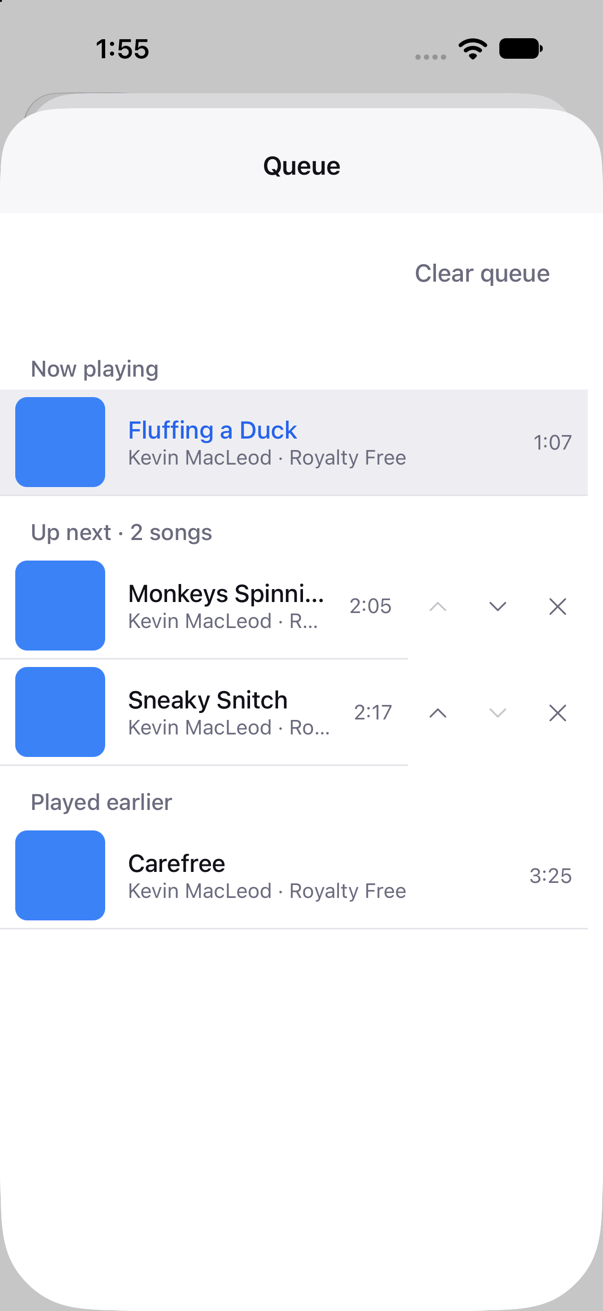 1:55
Queue
Clear queue
Now playing
Fluffing a Duck
Kevin MacLeod · Royalty Free
1:07
Up next · 2 songs
Monkeys Spinni...
Kevin MacLeod · R...
2:05
Sneaky Snitch
Kevin MacLeod · Ro...
2:17
Played earlier
Carefree
Kevin MacLeod · Royalty Free
3:25